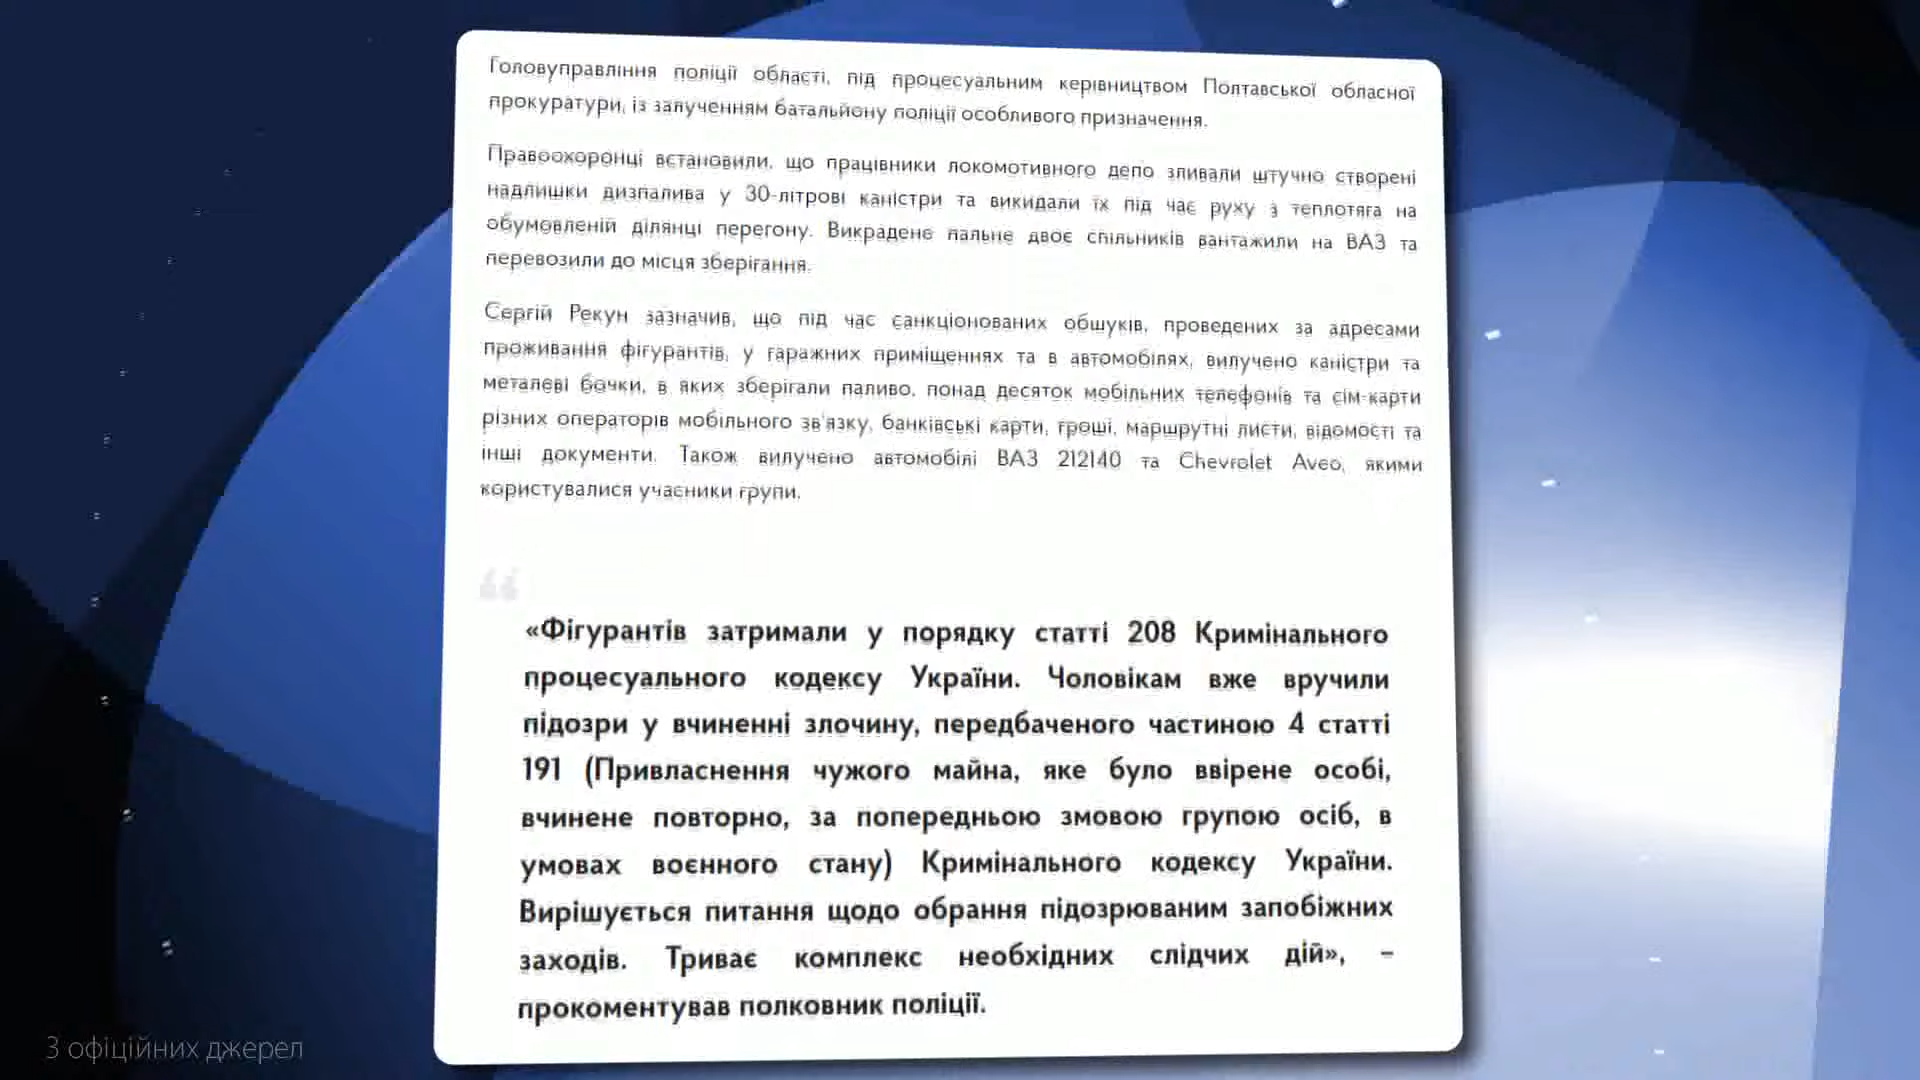 Головуправління поліції області, під процесуальним керівництвом Полтавської обласної
прокуратури, із залученням батальйону поліції особливого призначення.
Правоохоронці встановили, що працівники локомотивного депо зливали штучно створені
надлишки дизпалива у 30-літрові каністри та викидали їх під час руху з теплотяга на
обумовленій ділянці перегону. Викрадене пальне двоє спільників вантажили на ВАЗ та
перевозили до місця зберігання.
Сергій Рекун зазначив, що під час санкціонованих обшуків, проведених за адресами
проживання фігурантів, у гаражних приміщеннях та в автомобілях, вилучено каністри та
металеві бочки, в яких зберігали паливо, понад десяток мобільних телефонів та сім-карти
різних операторів мобільного зв'язку, банківські карти, гроші, маршрутні листи, відомості та
інші документи. Також вилучено автомобілі ВАЗ 212140 та Chevrolet Aveo, якими
користувалися учасники групи.
“
«Фігурантів затримали у порядку статті 208 Кримінального
процесуального кодексу України. Чоловікам вже вручили
підозри у вчиненні злочину, передбаченого частиною 4 статті
191 (Привласнення чужого майна, яке було ввірене особі,
вчинене повторно, за попередньою змовою групою осіб, в
умовах воєнного стану) Кримінального кодексу України.
Вирішується питання щодо обрання підозрюваним запобіжних
заходів. Триває комплекс необхідних слідчих дій», –
прокоментував полковник поліції.
З офіційних джерел